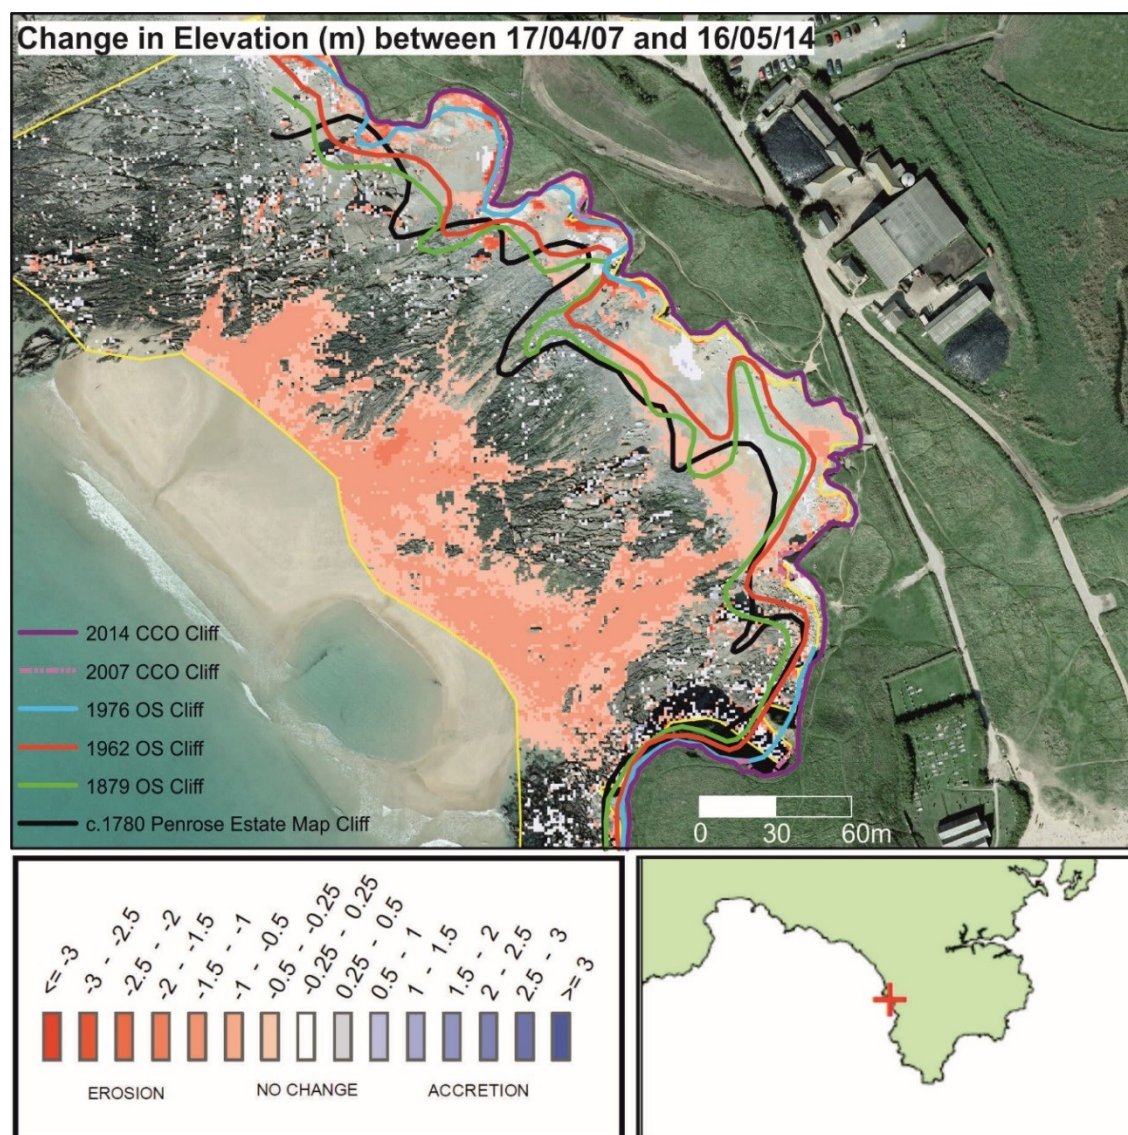 Change in Elevation (m) between 17/04/07 and 16/05/14
2014 CCO Cliff
2007 CCO Cliff
1976 OS Cliff
1962 OS Cliff
1879 OS Cliff
c.1780 Penrose Estate Map Cliff
0 30 60m
<= -3
-3 - -2.5
-2.5 - -2
-2 - -1.5
-1.5 - -1
-1 - -0.5
-0.5 - -0.25
-0.25 - 0.25
0.25 - 0.5
0.5 - 1
1 - 1.5
1.5 - 2
2 - 2.5
2.5 - 3
>= 3
EROSION NO CHANGE ACCRETION